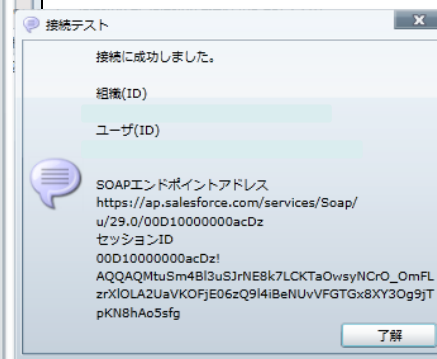 接続テスト
接続に成功しました。
組織(ID)
ユーザ(ID)
SOAPエンドポイントアドレス
https://ap.salesforce.com/services/Soap/
u/29.0/00D10000000acDz
セッションID
00D10000000acDz!
AQQAQMtuSm4Bl3uSJrNE8k7LCKTaOwsyNCrO_OmFL
zrXlOLA2UaVKOFjE06zQ9l4iBeNUvVFGTGx8XY3Og9jT
pKN8hAo5sfg
了解